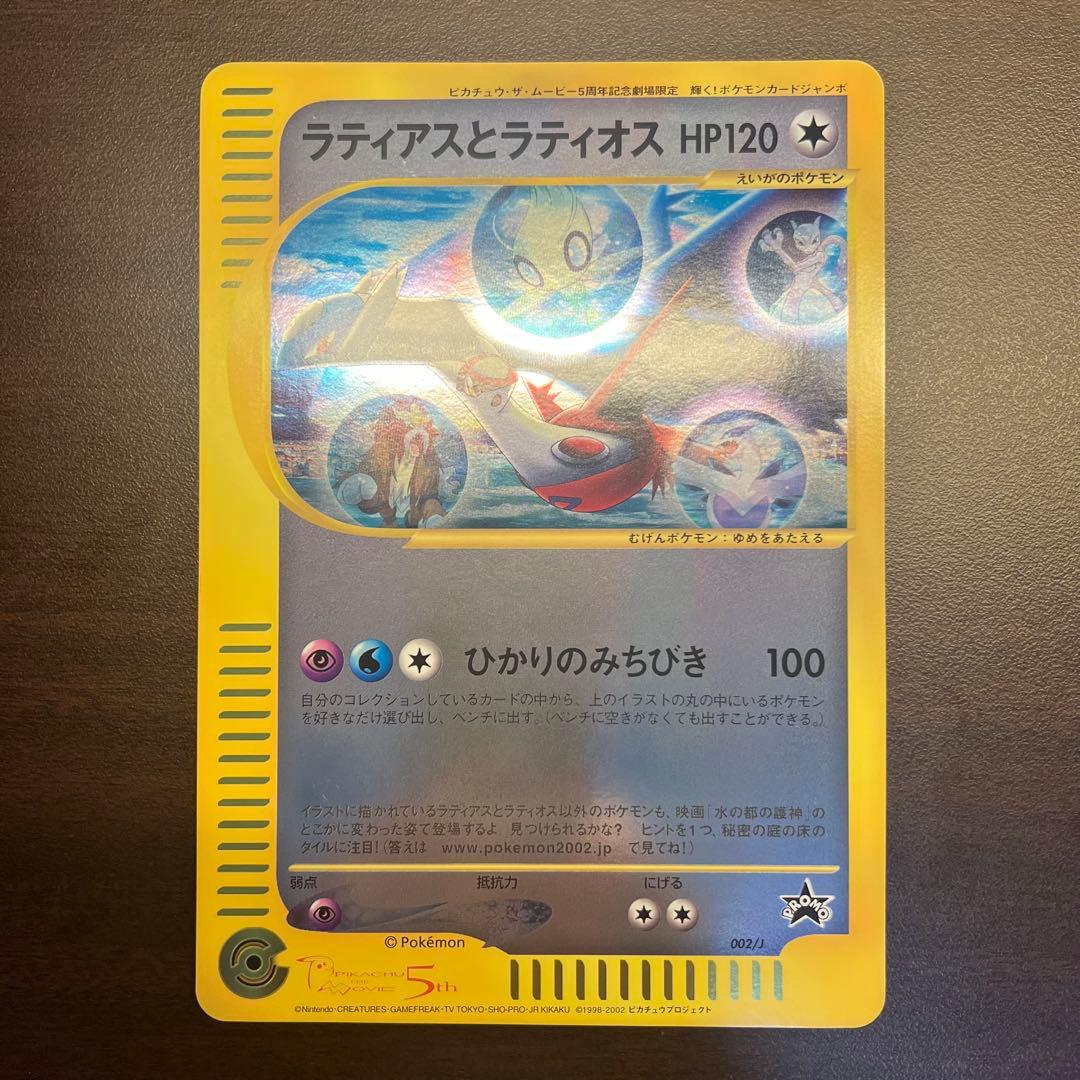 ピカチュウ・ザ・ムービー5周年記念劇場限定 輝く!ポケモンカードジャンボ
ラティアスとラティオス HP120
えいがのポケモン
むげんポケモン:ゆめをあたえる
ひかりのみちびき 100
自分のコレクションしているカードの中から、上のイラストの丸の中にいるポケモン
を好きなだけ選び出し、ベンチに出す。(ベンチに空きがなくても出すことができる。)
イラストに描かれているラティアスとラティオス以外のポケモンも、映画「水の都の護神」の
どこかに変わった姿で登場するよ。見つけられるかな? ヒントを1つ、秘密の庭の床の
タイルに注目!(答えは www.pokemon2002.jp で見てね!)
弱点 抵抗力 にげる
PROMO
002/J
© Pokémon
PIKACHU THE MOVIE 5th
©Nintendo・CREATURES・GAMEFREAK・TV TOKYO・SHO-PRO・JR KIKAKU ©1998-2002 ピカチュウプロジェクト